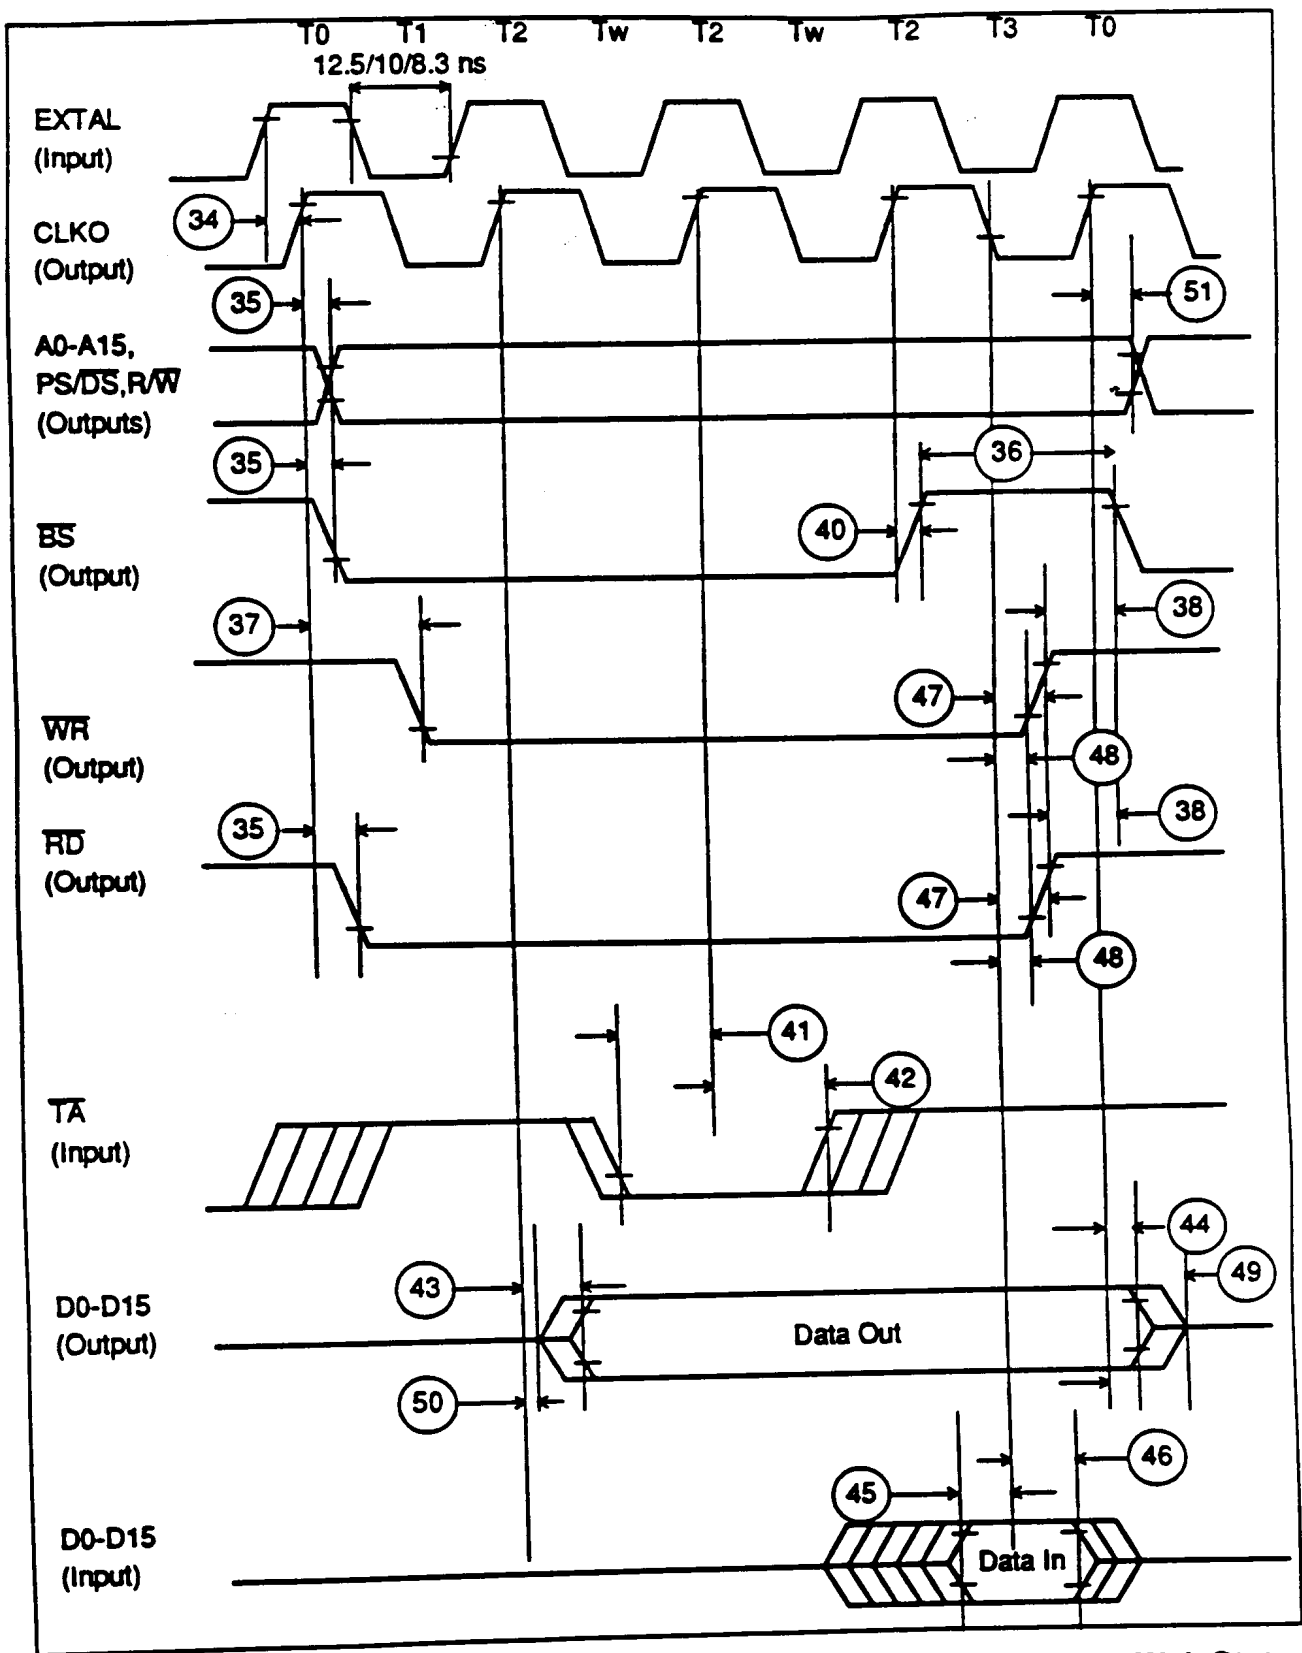 T0 T1 T2 Tw T2 Tw T2 T3 T0
12.5/10/8.3 ns
EXTAL
(Input)
34
CLKO
(Output)
35
51
A0-A15,
PS/DS,R/W
(Outputs)
35
36
BS
(Output)
40
37
38
WR
(Output)
47
48
35
38
RD
(Output)
47
48
41
42
TA
(Input)
44
43
49
D0-D15
(Output)
Data Out
50
46
45
D0-D15
(Input)
Data In